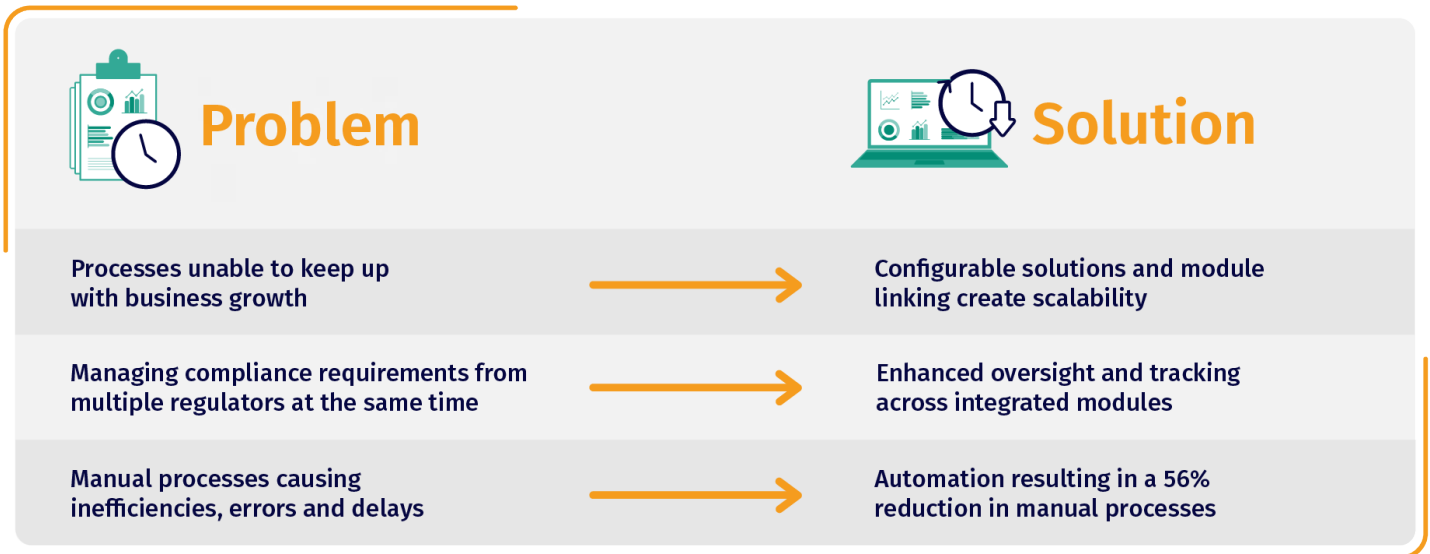 Problem
Solution
Processes unable to keep up
with business growth
Configurable solutions and module
linking create scalability
Managing compliance requirements from
multiple regulators at the same time
Enhanced oversight and tracking
across integrated modules
Manual processes causing
inefficiencies, errors and delays
Automation resulting in a 56%
reduction in manual processes